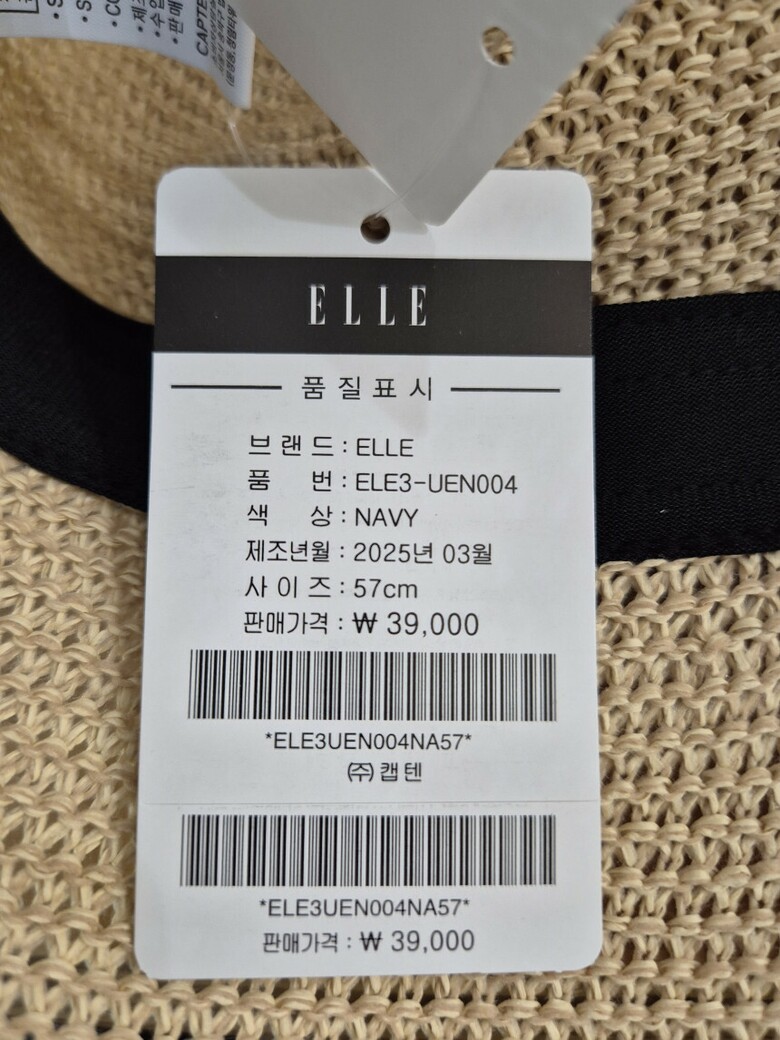 CAPTE
ELLE
품질표시
브랜드 : ELLE
품 번 : ELE3-UEN004
색 상 : NAVY
제조년월 : 2025년 03월
사이즈 : 57cm
판매가격 : ₩ 39,000
*ELE3UEN004NA57*
㈜캡텐
*ELE3UEN004NA57*
판매가격 : ₩ 39,000